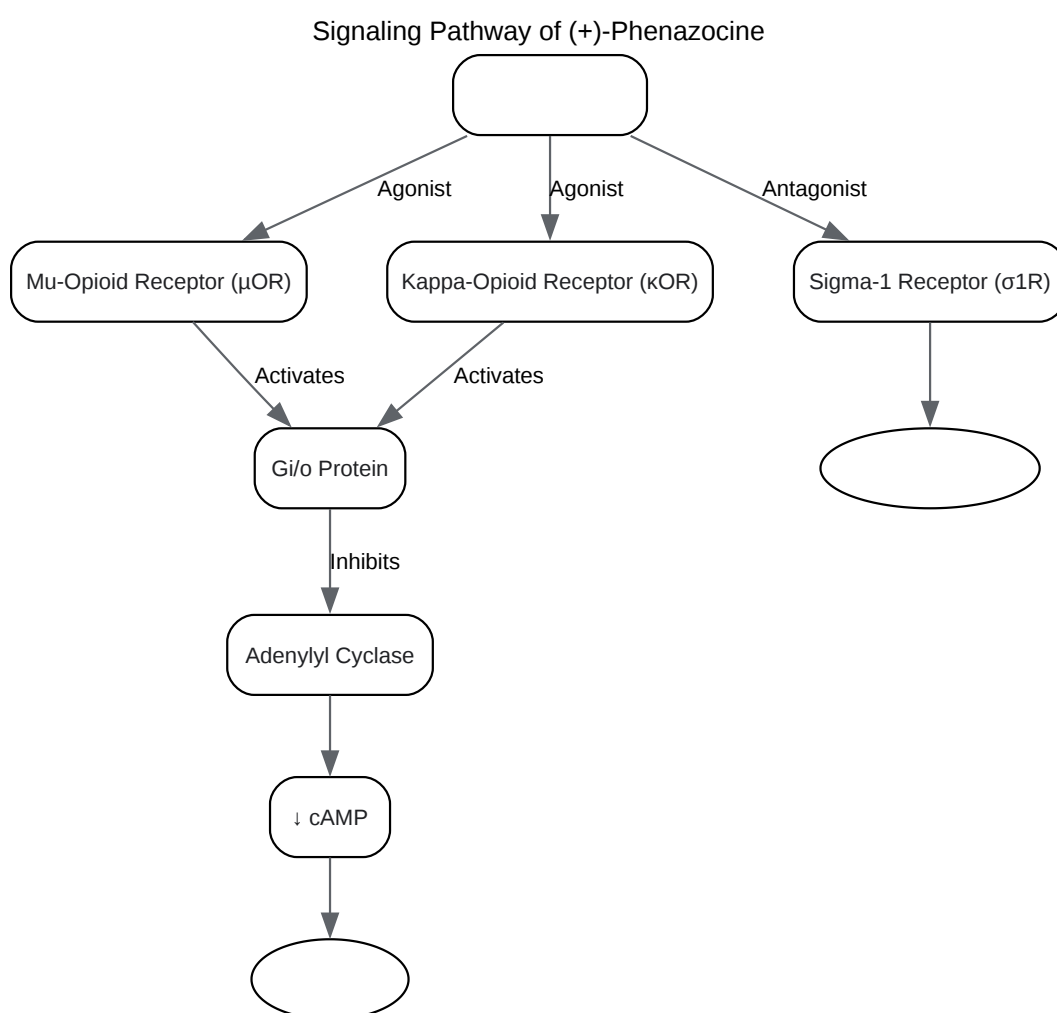 Signaling Pathway of (+)-Phenazocine
Agonist
Agonist
Antagonist
Mu-Opioid Receptor (μOR)
Kappa-Opioid Receptor (κOR)
Sigma-1 Receptor (σ1R)
Activates
Activates
Gi/o Protein
Inhibits
Adenylyl Cyclase
↓ cAMP